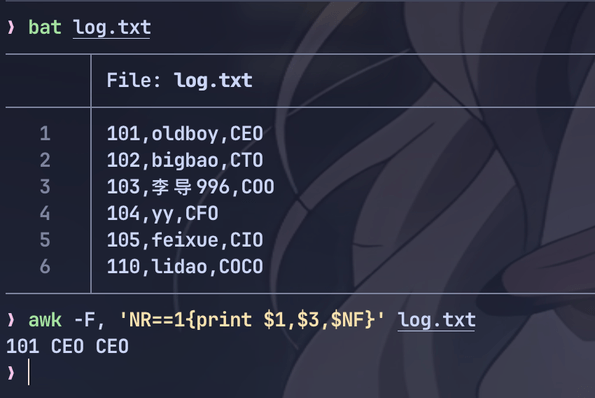 ❯ bat log.txt
File: log.txt
1 101,oldboy,CEO
2 102,bigbao,CTO
3 103,李导996,COO
4 104,yy,CFO
5 105,feixue,CIO
6 110,lidao,COCO
❯ awk -F, 'NR==1{print $1,$3,$NF}' log.txt
101 CEO CEO
❯